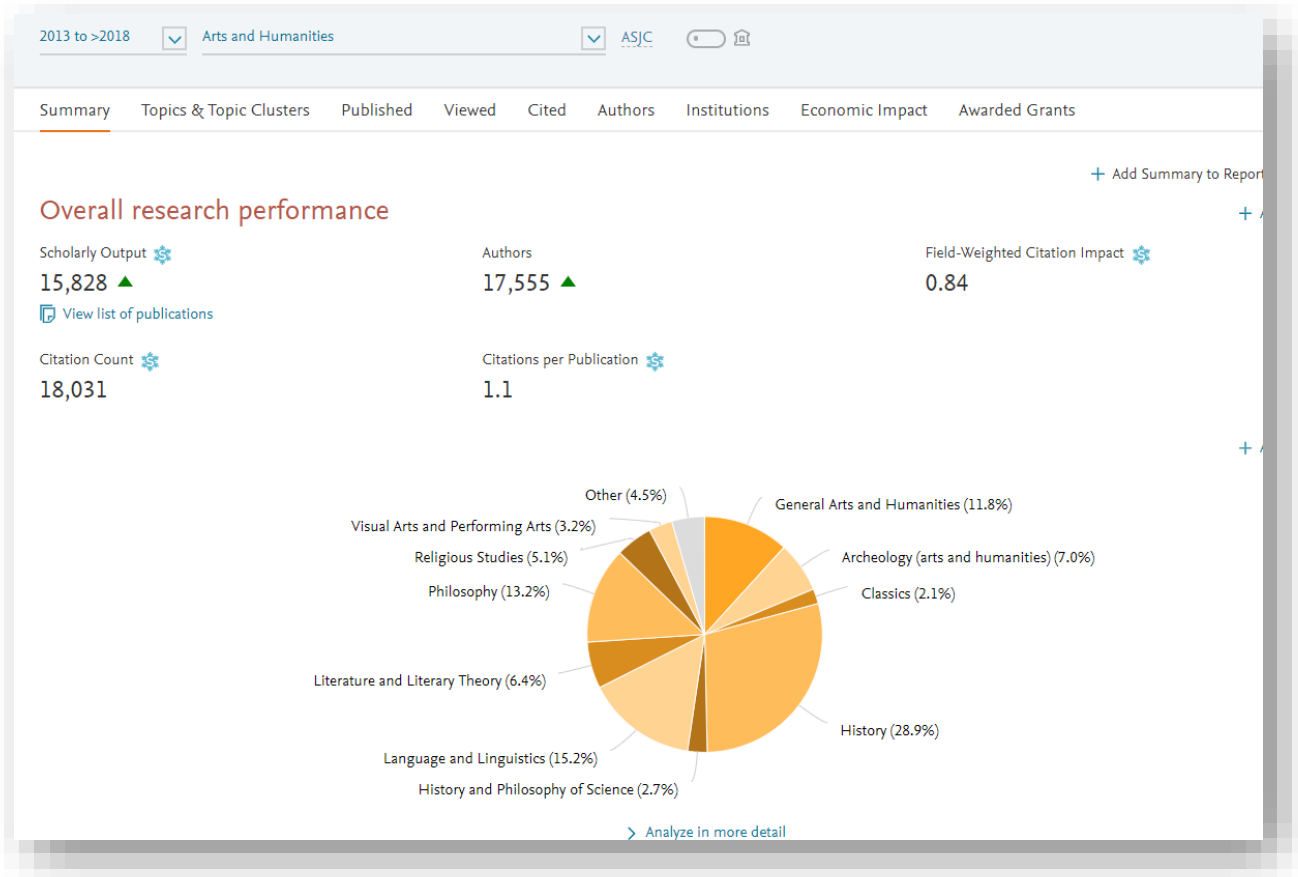 2013 to >2018
Arts and Humanities
ASJC
Summary
Topics & Topic Clusters
Published
Viewed
Cited
Authors
Institutions
Economic Impact
Awarded Grants
+ Add Summary to Report
Overall research performance
+
Scholarly Output
Authors
Field-Weighted Citation Impact
15,828
17,555
0.84
View list of publications
Citation Count
Citations per Publication
18,031
1.1
+
Other (4.5%)
General Arts and Humanities (11.8%)
Visual Arts and Performing Arts (3.2%)
Religious Studies (5.1%)
Archeology (arts and humanities) (7.0%)
Philosophy (13.2%)
Classics (2.1%)
Literature and Literary Theory (6.4%)
History (28.9%)
Language and Linguistics (15.2%)
History and Philosophy of Science (2.7%)
Analyze in more detail